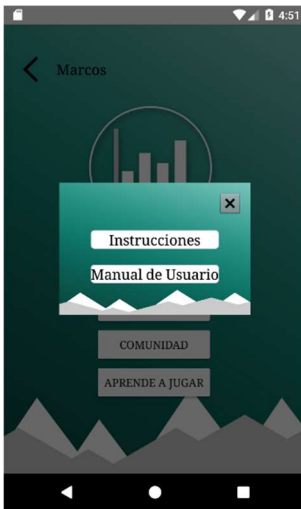 4:51
Marcos
Instrucciones
Manual de Usuario
COMUNIDAD
APRENDE A JUGAR